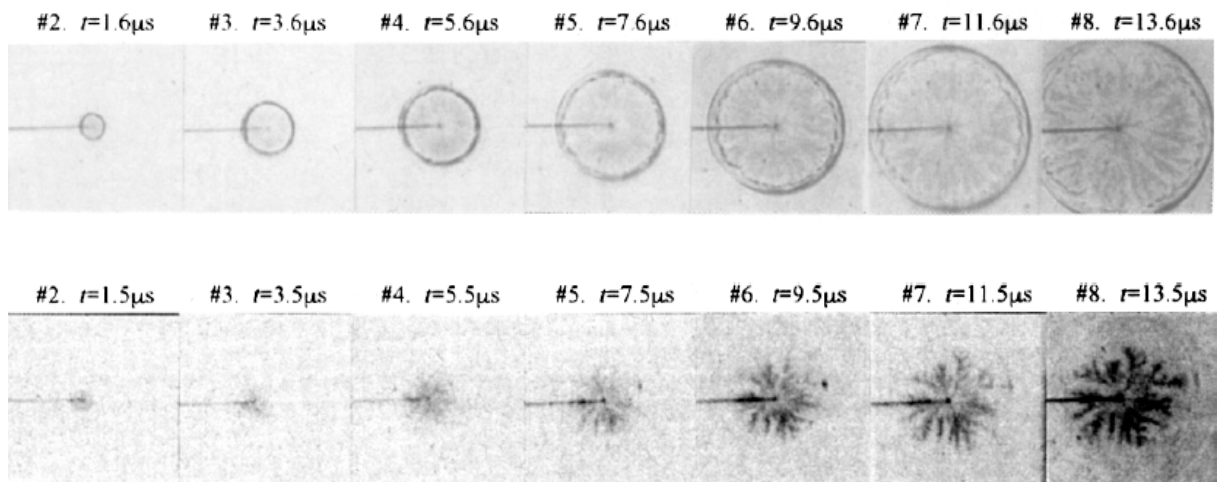 #2. t=1.6μs #3. t=3.6μs #4. t=5.6μs #5. t=7.6μs #6. t=9.6μs #7. t=11.6μs #8. t=13.6μs
#2. t=1.5μs #3. t=3.5μs #4. t=5.5μs #5. t=7.5μs #6. t=9.5μs #7. t=11.5μs #8. t=13.5μs